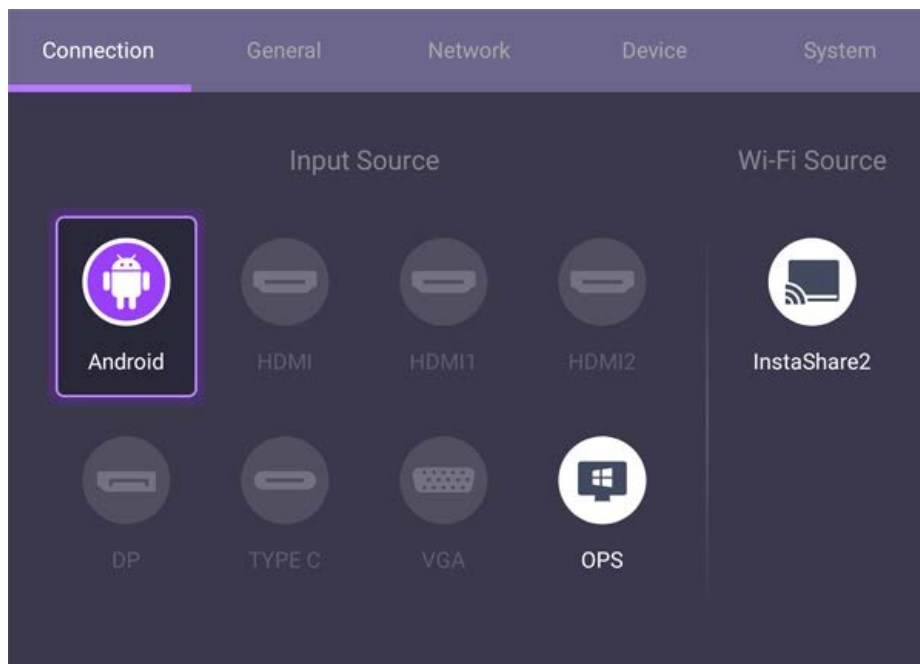 Connection General Network Device System
Input Source Wi-Fi Source
Android HDMI HDMI1 HDMI2 InstaShare2
DP TYPE C VGA OPS